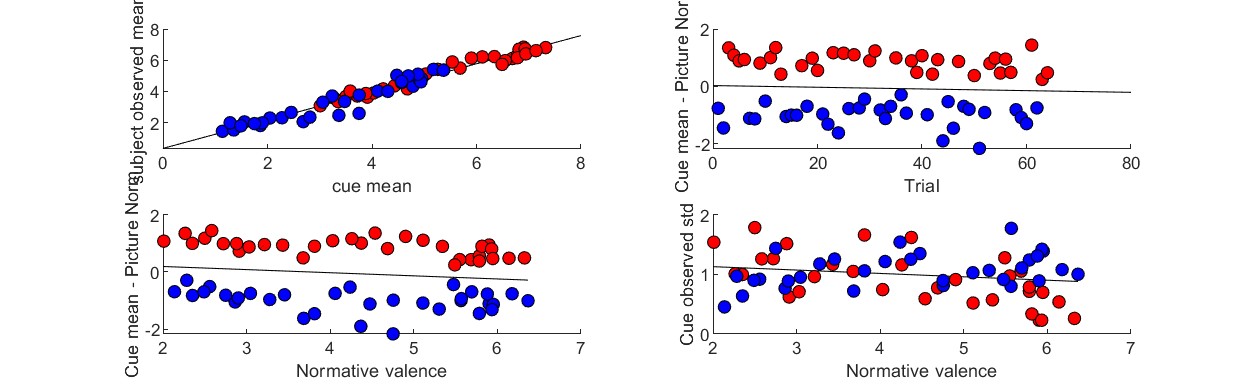 subject observed mean
8
6
4
2
0 2 4 6 8
cue mean
Cue mean - Picture Nor
2
0
-2
0 20 40 60 80
Trial
Cue mean - Picture Norm
2
0
-2
2 3 4 5 6 7
Normative valence
Cue observed std
2
1
0
2 3 4 5 6 7
Normative valence